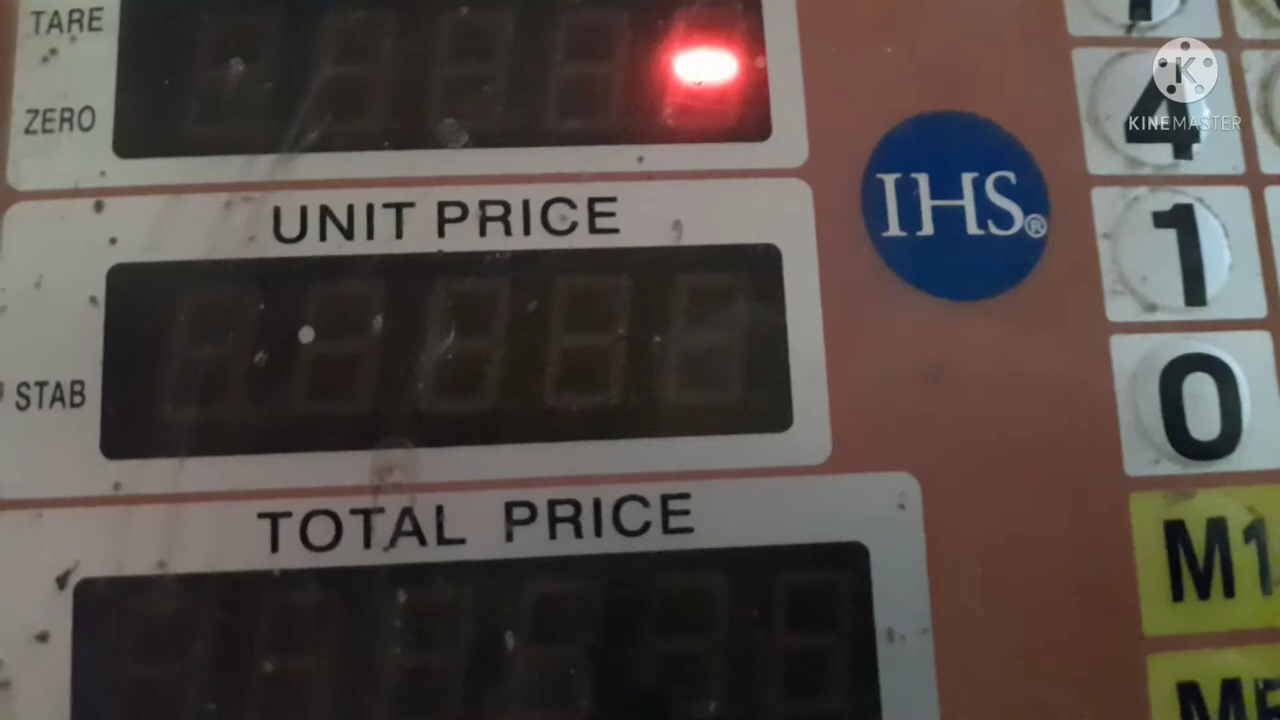 TARE
ZERO
UNIT PRICE
STAB
TOTAL PRICE
IHS®
4
1
0
M1
KINEMASTER